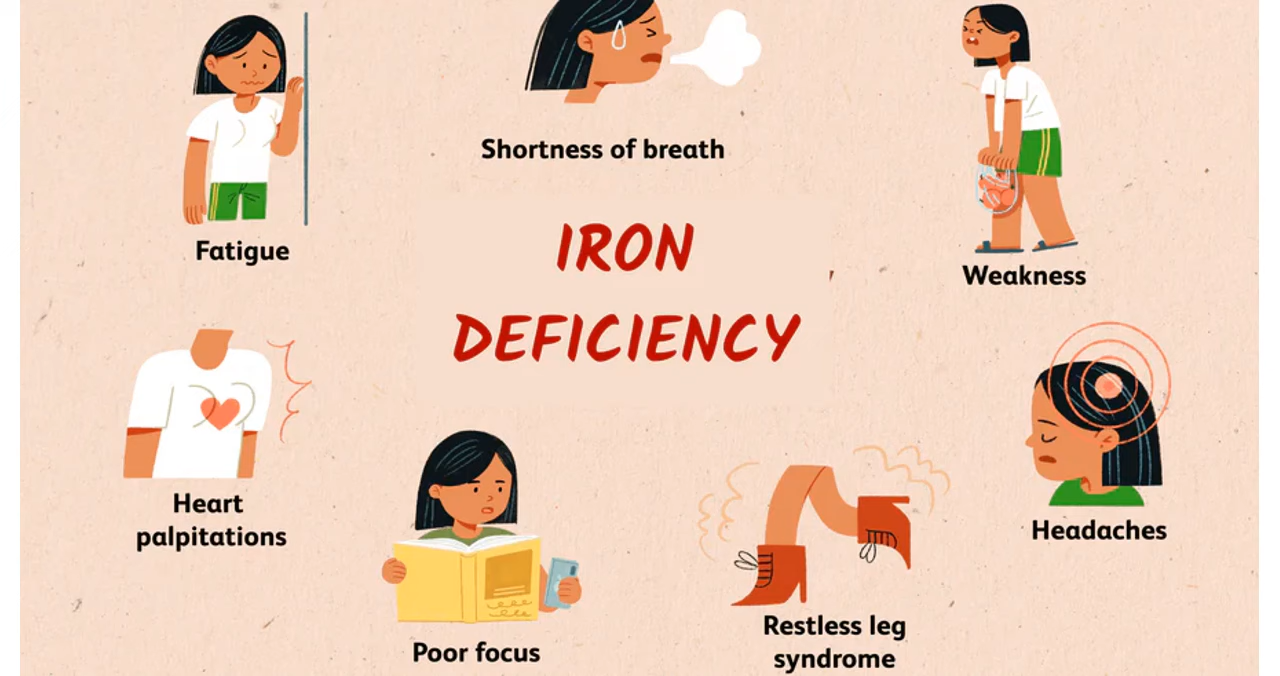 Shortness of breath
Fatigue
IRON
DEFICIENCY
Weakness
Heart
palpitations
Headaches
Poor focus
Restless leg
syndrome